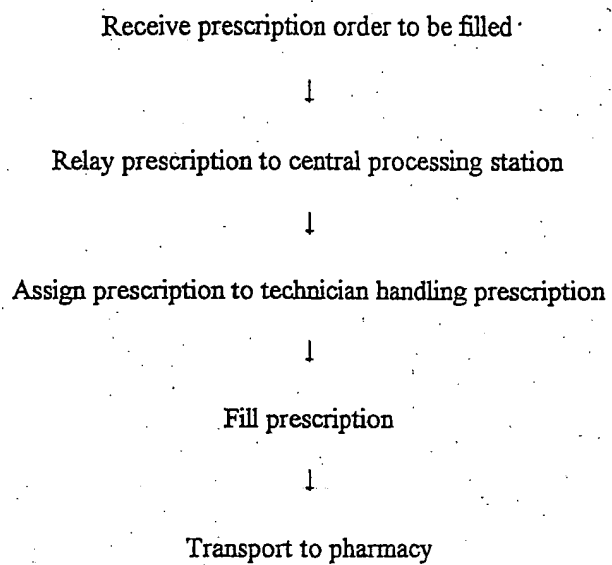 Receive prescription order to be filled
↓
Relay prescription to central processing station
↓
Assign prescription to technician handling prescription
↓
Fill prescription
↓
Transport to pharmacy